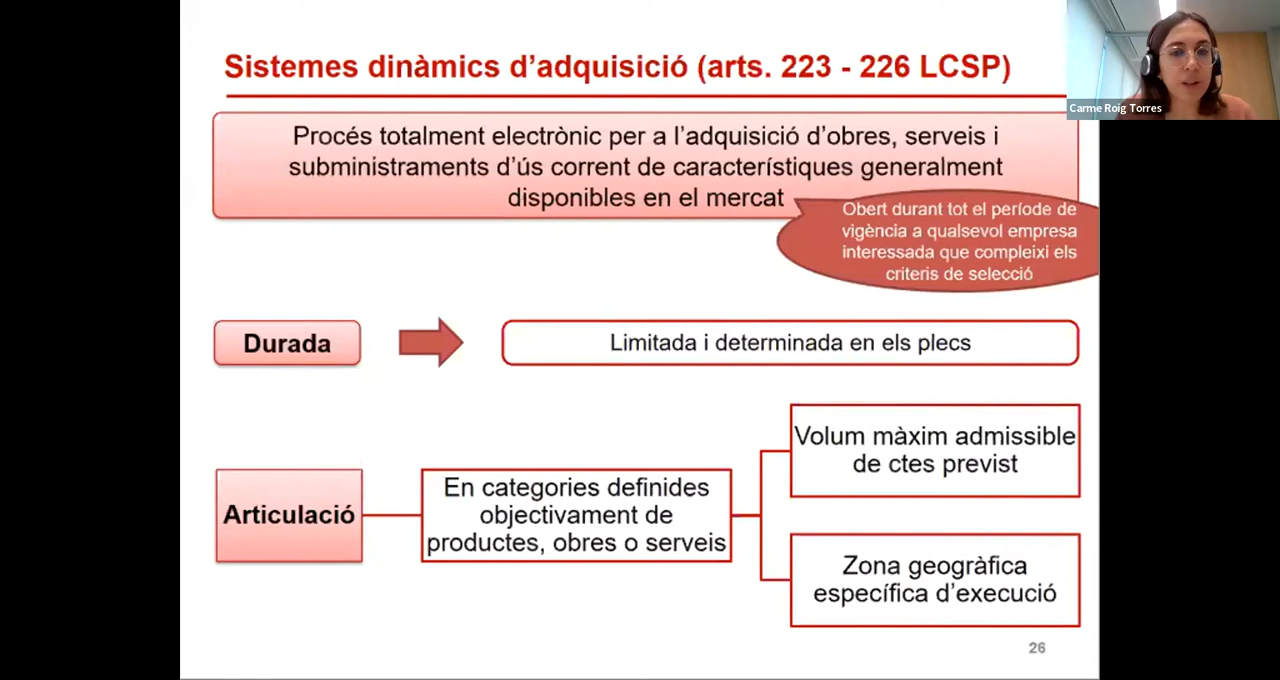 Sistemes dinàmics d’adquisició (arts. 223 - 226 LCSP)
Carme Roig Torres
Procés totalment electrònic per a l’adquisició d’obres, serveis i
subministraments d’ús corrent de característiques generalment
disponibles en el mercat
Obert durant tot el període de
vigència a qualsevol empresa
interessada que compleixi els
criteris de selecció
Durada
Limitada i determinada en els plecs
Articulació
En categories definides
objectivament de
productes, obres o serveis
Volum màxim admissible
de ctes previst
Zona geogràfica
específica d’execució
26